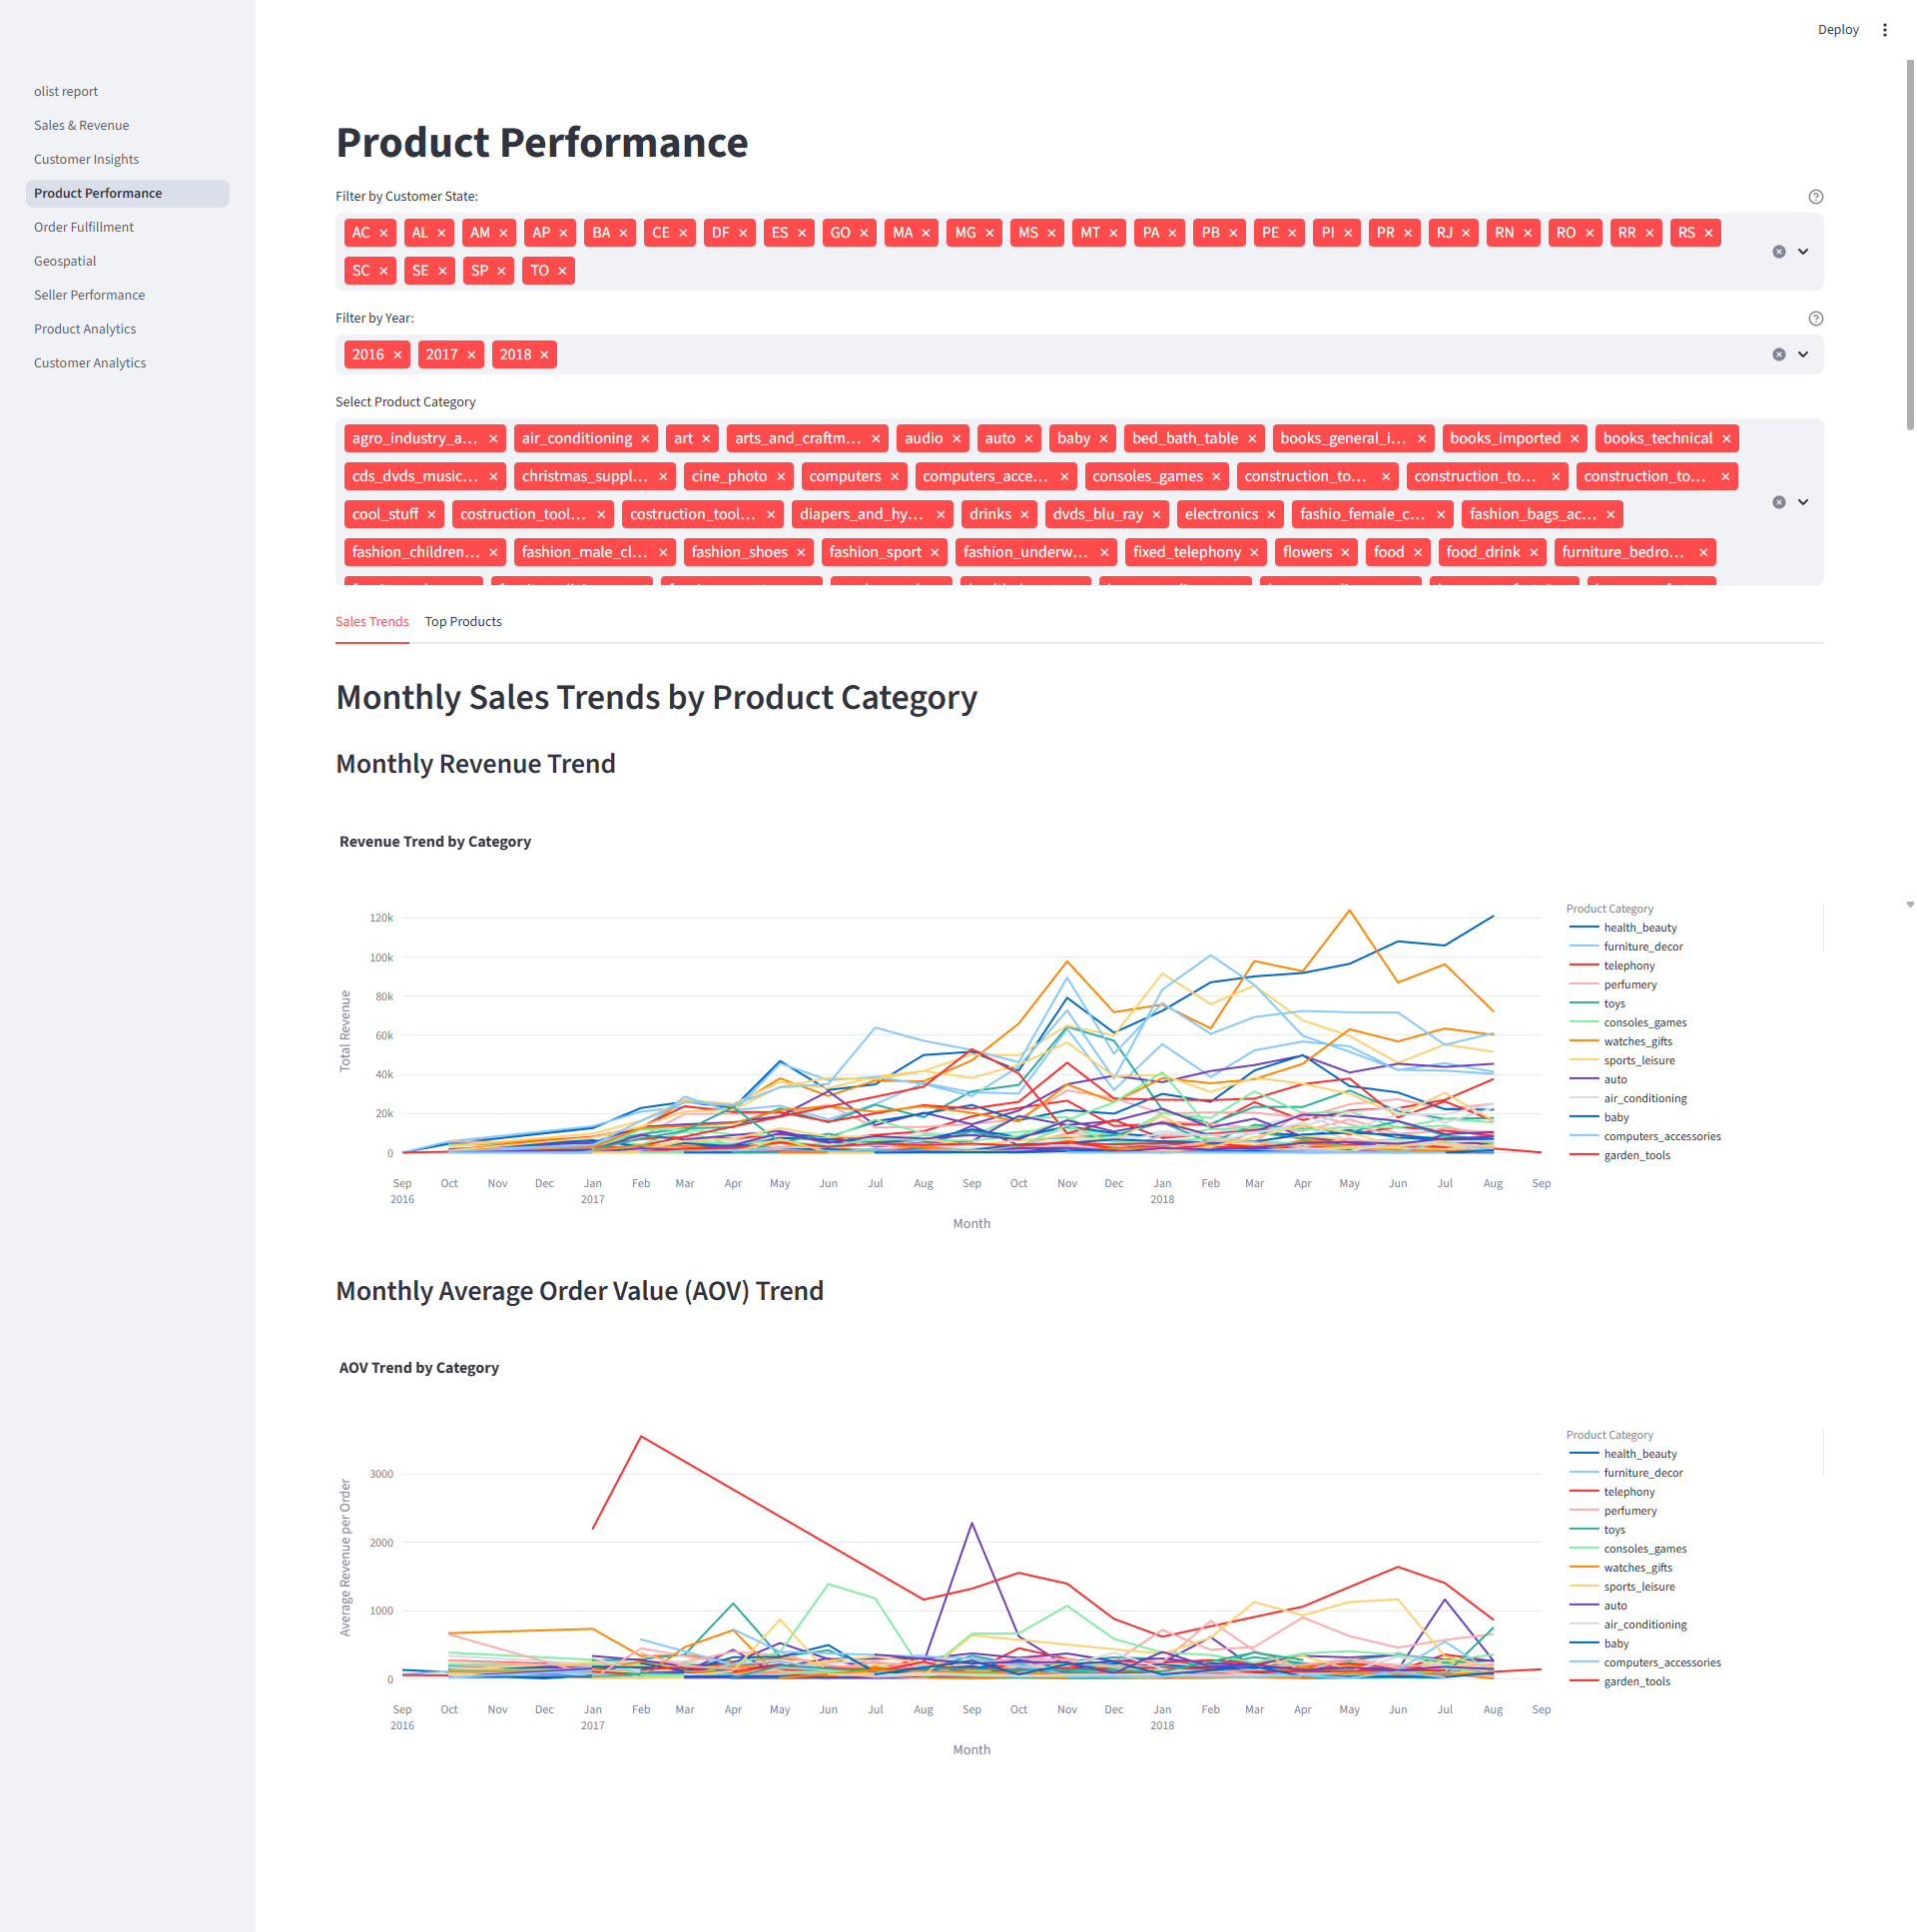 Deploy
olist report
Sales & Revenue
Customer Insights
Product Performance
Order Fulfillment
Geospatial
Seller Performance
Product Analytics
Customer Analytics
Product Performance
Filter by Customer State:
AC AL AM AP BA CE DF ES GO MA MG MS MT PA PB PE PI PR RJ RN RO RR RS
SC SE SP TO
Filter by Year:
2016 2017 2018
Select Product Category
agro_industry_a... air_conditioning art arts_and_craftm... audio auto baby bed_bath_table books_general_i... books_imported books_technical
cds_dvds_music... christmas_suppl... cine_photo computers computers_acce... consoles_games construction_to... construction_to... construction_to...
cool_stuff costruction_tool... costruction_tool... diapers_and_hy... drinks dvds_blu_ray electronics fashio_female_c... fashion_bags_ac...
fashion_children... fashion_male_cl... fashion_shoes fashion_sport fashion_underw... fixed_telephony flowers food food_drink furniture_bedro...
Sales Trends Top Products
Monthly Sales Trends by Product Category
Monthly Revenue Trend
Revenue Trend by Category
Total Revenue
120k
100k
80k
60k
40k
20k
0
Sep Oct Nov Dec Jan Feb Mar Apr May Jun Jul Aug Sep Oct Nov Dec Jan Feb Mar Apr May Jun Jul Aug Sep
2016 2017 2018
Month
Product Category
health_beauty
furniture_decor
telephony
perfumery
toys
consoles_games
watches_gifts
sports_leisure
auto
air_conditioning
baby
computers_accessories
garden_tools
Monthly Average Order Value (AOV) Trend
AOV Trend by Category
Average Revenue per Order
3000
2000
1000
0
Sep Oct Nov Dec Jan Feb Mar Apr May Jun Jul Aug Sep Oct Nov Dec Jan Feb Mar Apr May Jun Jul Aug Sep
2016 2017 2018
Month
Product Category
health_beauty
furniture_decor
telephony
perfumery
toys
consoles_games
watches_gifts
sports_leisure
auto
air_conditioning
baby
computers_accessories
garden_tools